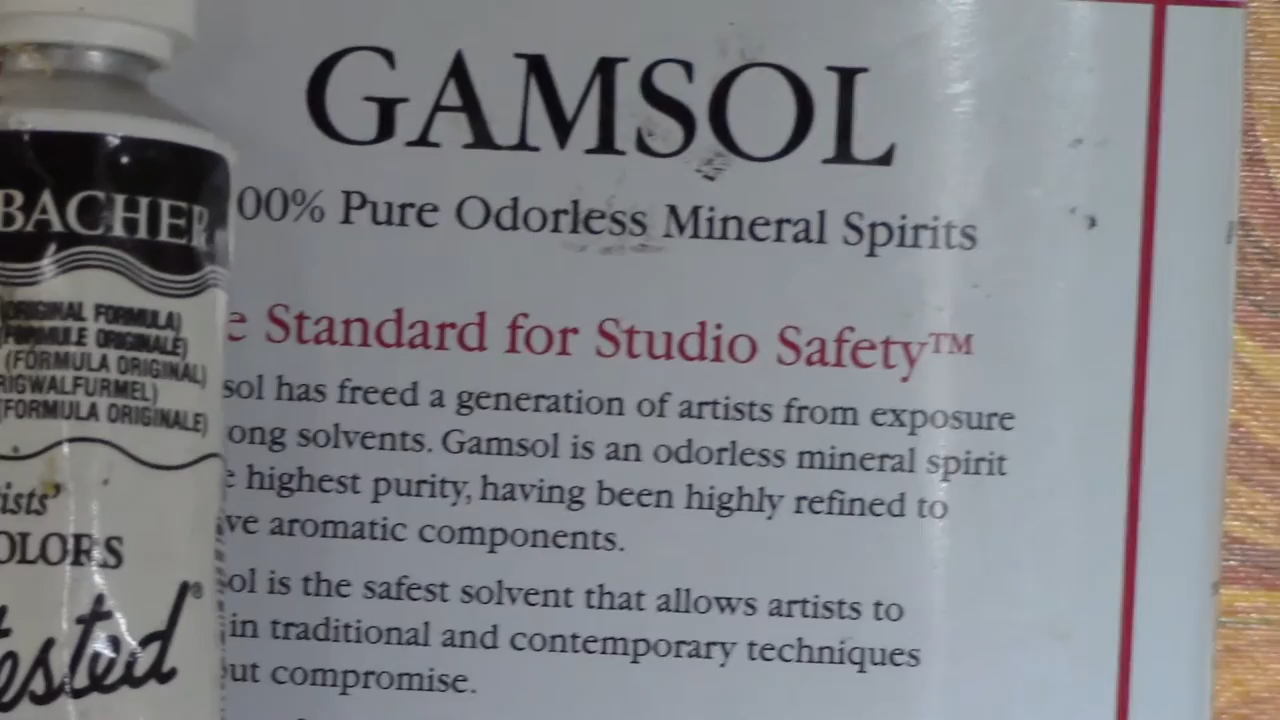 GAMSOL
00% Pure Odorless Mineral Spirits
e Standard for Studio Safety™
sol has freed a generation of artists from exposure
ong solvents. Gamsol is an odorless mineral spirit
e highest purity, having been highly refined to
ve aromatic components.
sol is the safest solvent that allows artists to
in traditional and contemporary techniques
out compromise.
BACHER
(ORIGINAL FORMULA)
(FORMULE ORIGINALE)
(FORMULA ORIGINAL)
RIGWALFURMEL)
(FORMULA ORIGINALE)
ists'
OLORS
ested®